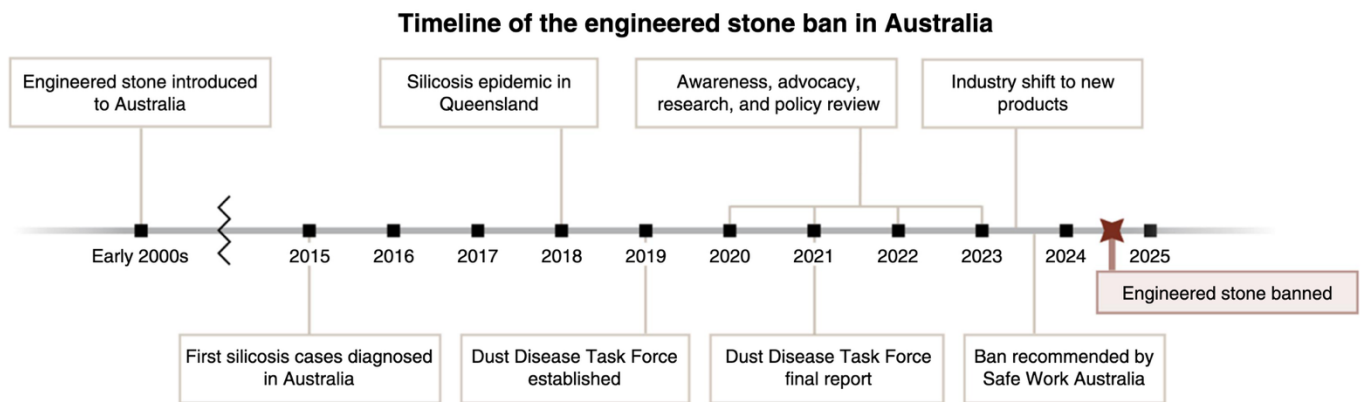 Timeline of the engineered stone ban in Australia
Engineered stone introduced
to Australia
Silicosis epidemic in
Queensland
Awareness, advocacy,
research, and policy review
Industry shift to new
products
Early 2000s
2015
2016
2017
2018
2019
2020
2021
2022
2023
2024
2025
Engineered stone banned
First silicosis cases diagnosed
in Australia
Dust Disease Task Force
established
Dust Disease Task Force
final report
Ban recommended by
Safe Work Australia